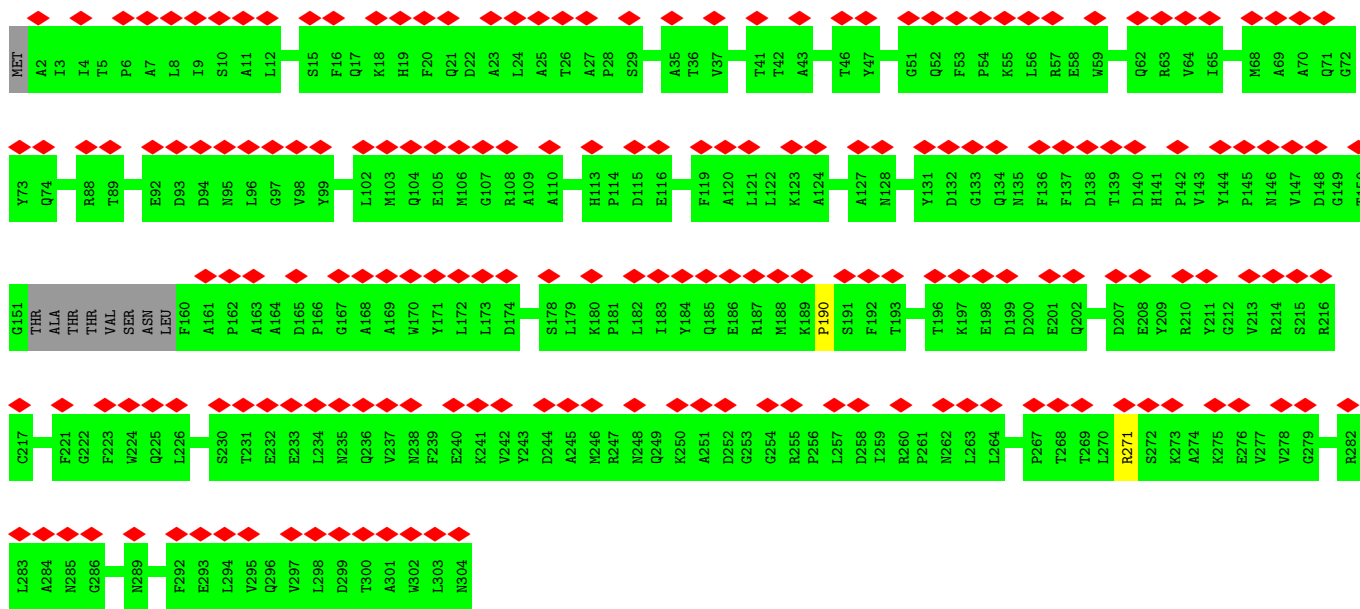 MET A2 I3 I4 T5 P6 A7 L8 I9 S10 A11 L12 S15 F16 Q17 K18 H19 F20 Q21 D22 A23 L24 A25 T26 A27 P28 S29 A35 T36 V37 T41 T42 A43 T46 Y47 G51 Q52 F53 P54 K55 L56 R57 E58 W59 Q62 R63 V64 I65 M68 A69 A70 Q71 G72
Y73 Q74 R88 T89 E92 D93 D94 N95 L96 G97 V98 Y99 L102 M103 Q104 E105 M106 G107 R108 A109 A110 H113 P114 D115 E116 F119 A120 L121 L122 K123 A124 A127 N128 Y131 D132 G133 Q134 N135 F136 F137 D138 T139 D140 H141 P142 V143 Y144 P145 N146 V147 D148 G149 T150
G151 THR ALA THR THR VAL SER ASN LEU F160 A161 P162 A163 A164 D165 P166 G167 A168 A169 W170 Y171 L172 L173 D174 S178 L179 K180 P181 L182 I183 Y184 Q185 E186 R187 M188 K189 P190 S191 F192 T193 T196 K197 E198 D199 D200 E201 Q202 D207 E208 Y209 R210 Y211 G212 V213 R214 S215 R216
C217 F221 G222 F223 W224 Q225 L226 S230 T231 E232 E233 L234 N235 Q236 V237 N238 F239 E240 K241 V242 Y243 D244 A245 M246 R247 N248 Q249 K250 A251 D252 G253 G254 R255 P256 L257 D258 I259 R260 P261 N262 L263 L264 P267 T268 T269 L270 R271 S272 K273 A274 K275 E276 V277 V278 G279 R282
L283 A284 N285 G286 N289 F292 E293 L294 V295 Q296 V297 L298 D299 T300 A301 W302 L303 N304